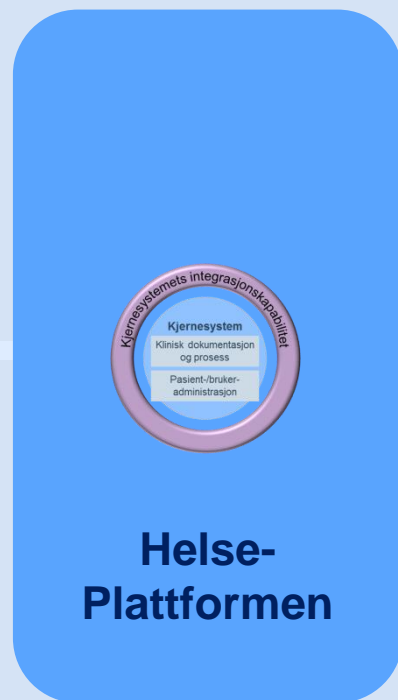 Kjernesystemets integrasjonskapabilitet
Kjernesystem
Klinisk dokumentasjon
og prosess
Pasient-/bruker-
administrasjon
Helse-
Plattformen